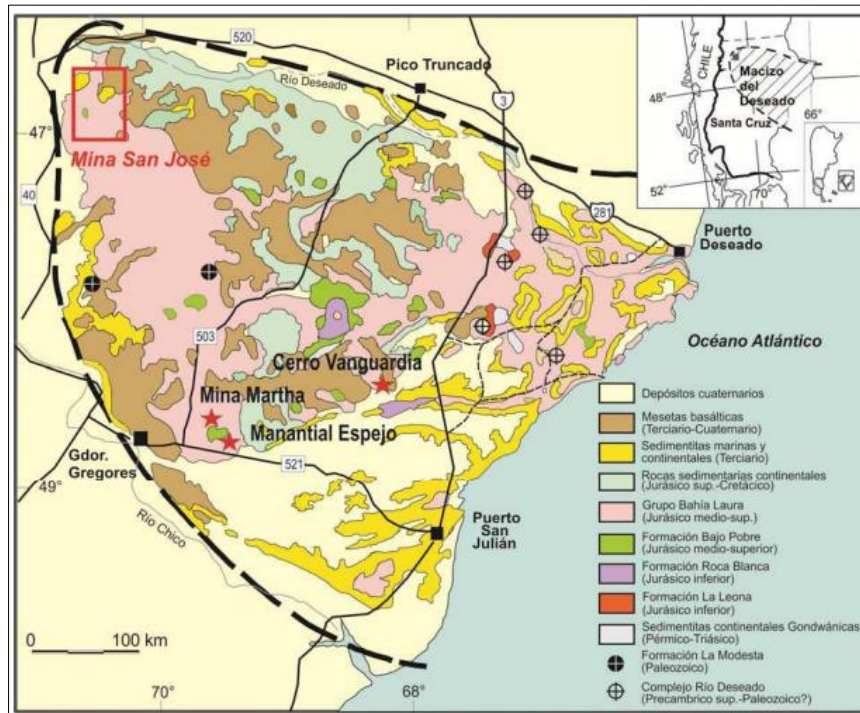 520
Pico Truncado
Río Deseado
3
47°
Mina San José
40
281
Puerto
Deseado
503
Cerro Vanguardia
Mina Martha
Manantial Espejo
Océano Atlántico
Gdor.
Gregores
521
49°
Río Chico
Puerto
San
Julián
0 100 km
70°
68°
CHILE
Macizo
del
Deseado
48°
Santa Cruz
66°
52°
70°
Depósitos cuaternarios
Mesetas basálticas
(Terciario-Cuaternario)
Sedimentitas marinas y
continentales (Terciario)
Rocas sedimentarias continentales
(Jurásico sup.-Cretácico)
Grupo Bahía Laura
(Jurásico medio-sup.)
Formación Bajo Pobre
(Jurásico medio-superior)
Formación Roca Blanca
(Jurásico inferior)
Formación La Leona
(Jurásico inferior)
Sedimentitas continentales Gondwánicas
(Pérmico-Triásico)
Formación La Modesta
(Paleozoico)
Complejo Río Deseado
(Precambrico sup.-Paleozoico?)